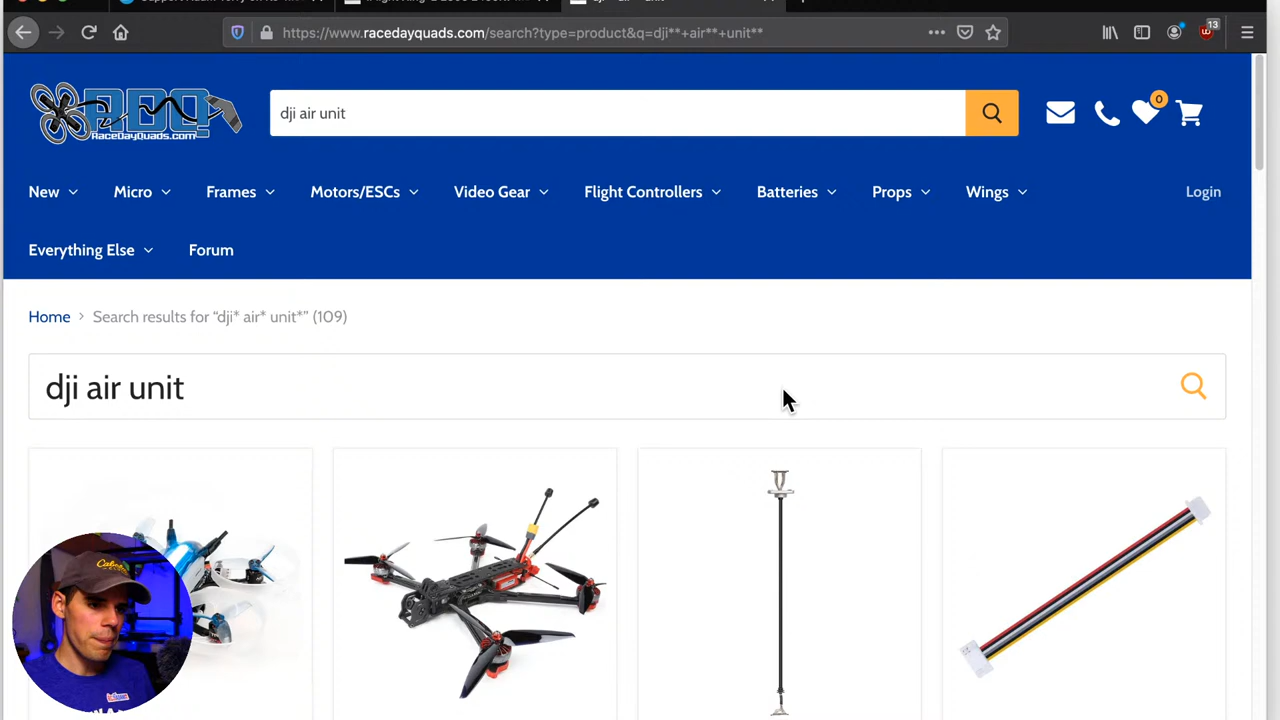 https://www.racedayquads.com/search?type=product&q=dji**+air**+unit**
13
RDQ
RaceDayQuads.com
dji air unit
0
New
Micro
Frames
Motors/ESCs
Video Gear
Flight Controllers
Batteries
Props
Wings
Login
Everything Else
Forum
Home
Search results for “dji* air* unit*” (109)
dji air unit